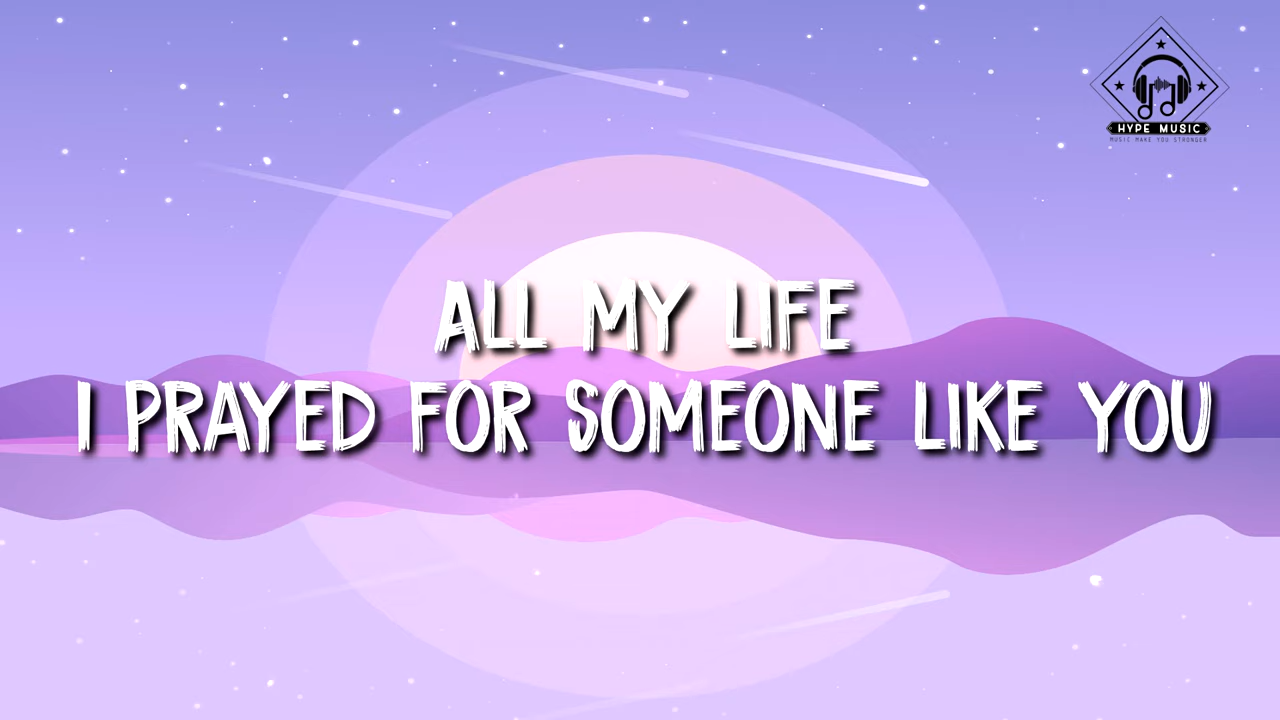 HYPE MUSIC
MUSIC MAKE YOU STRONGER
ALL MY LIFE
I PRAYED FOR SOMEONE LIKE YOU